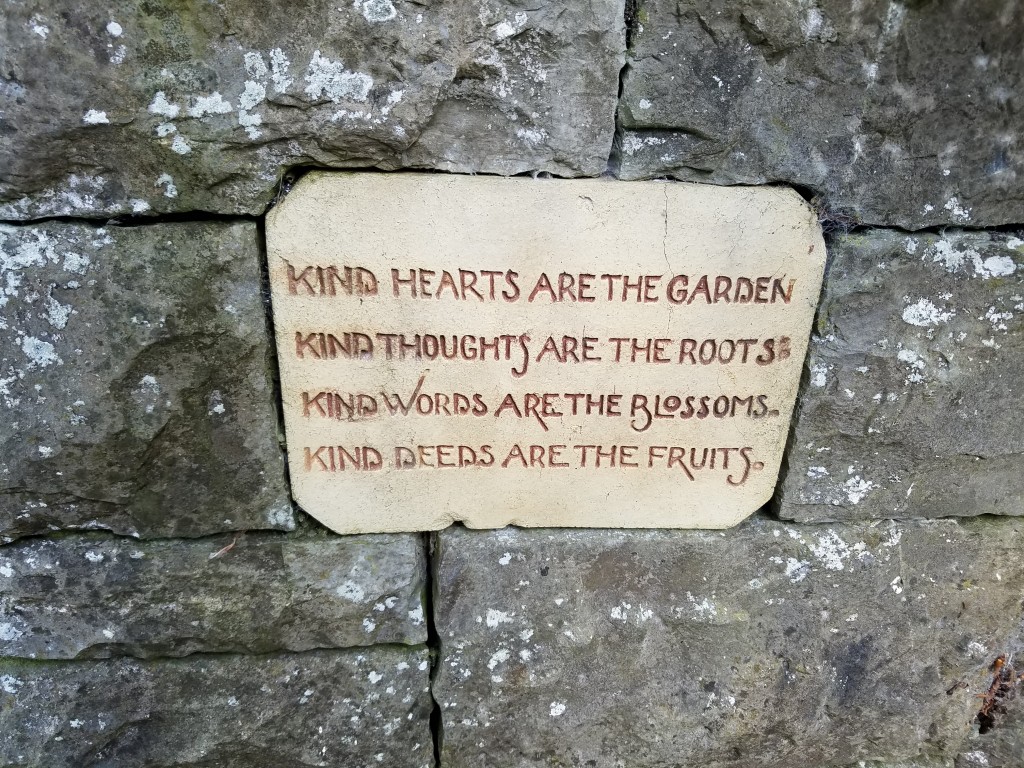 KIND HEARTS ARE THE GARDEN
KIND THOUGHTS ARE THE ROOTS:
KIND WORDS ARE THE BLOSSOMS.
KIND DEEDS ARE THE FRUITS.